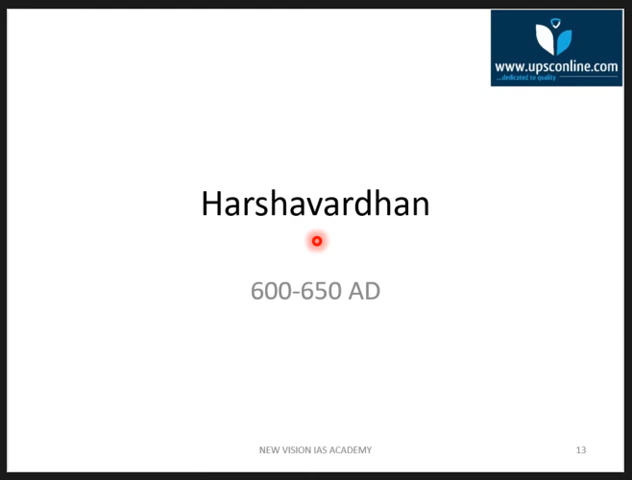 www.upsconline.com
...dedicated to quality
Harshavardhan
600-650 AD
NEW VISION IAS ACADEMY
13